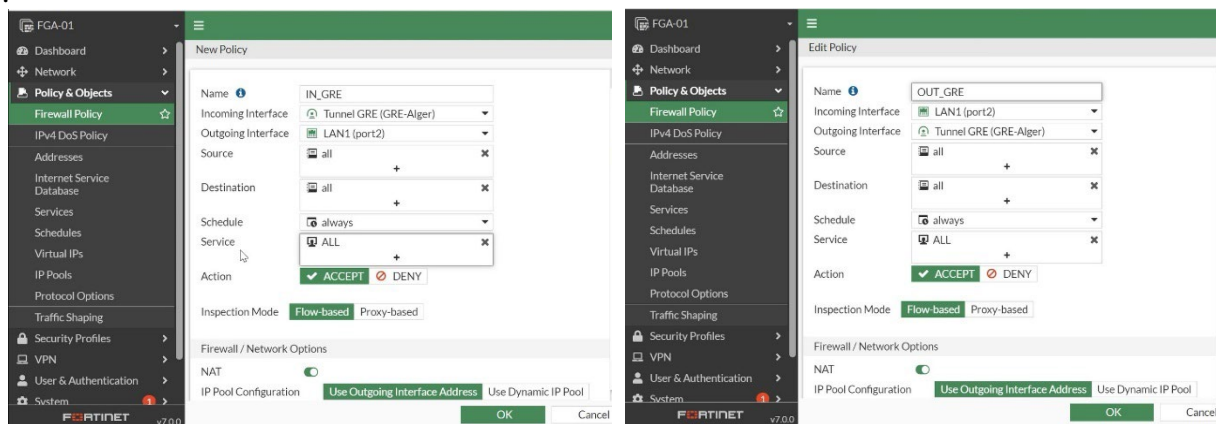 FGA-01
Dashboard
Network
Policy & Objects
Firewall Policy
IPv4 DoS Policy
Addresses
Internet Service
Database
Services
Schedules
Virtual IPs
IP Pools
Protocol Options
Traffic Shaping
Security Profiles
VPN
User & Authentication
System 1
FORTINET v7.0.0
New Policy
Name IN_GRE
Incoming Interface Tunnel GRE (GRE-Alger)
Outgoing Interface LAN1 (port2)
Source all
+
Destination all
+
Schedule always
Service ALL
+
Action ACCEPT DENY
Inspection Mode Flow-based Proxy-based
Firewall / Network Options
NAT
IP Pool Configuration Use Outgoing Interface Address Use Dynamic IP Pool
OK Cancel
FGA-01
Dashboard
Network
Policy & Objects
Firewall Policy
IPv4 DoS Policy
Addresses
Internet Service
Database
Services
Schedules
Virtual IPs
IP Pools
Protocol Options
Traffic Shaping
Security Profiles
VPN
User & Authentication
System 1
FORTINET v7.0.0
Edit Policy
Name OUT_GRE
Incoming Interface LAN1 (port2)
Outgoing Interface Tunnel GRE (GRE-Alger)
Source all
+
Destination all
+
Schedule always
Service ALL
+
Action ACCEPT DENY
Inspection Mode Flow-based Proxy-based
Firewall / Network Options
NAT
IP Pool Configuration Use Outgoing Interface Address Use Dynamic IP Pool
OK Cancel